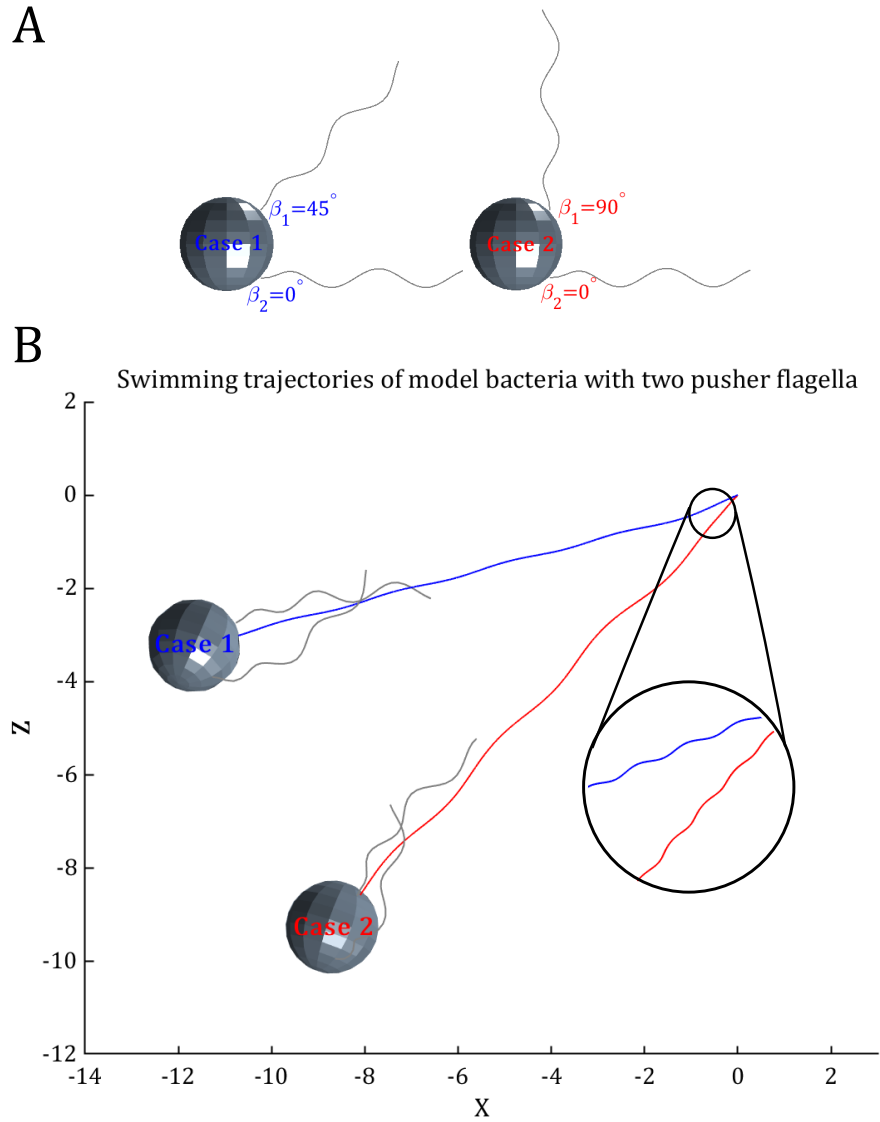 A
β1=45°
Case 1
β2=0°
β1=90°
Case 2
β2=0°
B
Swimming trajectories of model bacteria with two pusher flagella
2
0
-2
-4
-6
-8
-10
-12
Z
Case 1
Case 2
-14 -12 -10 -8 -6 -4 -2 0 2
X